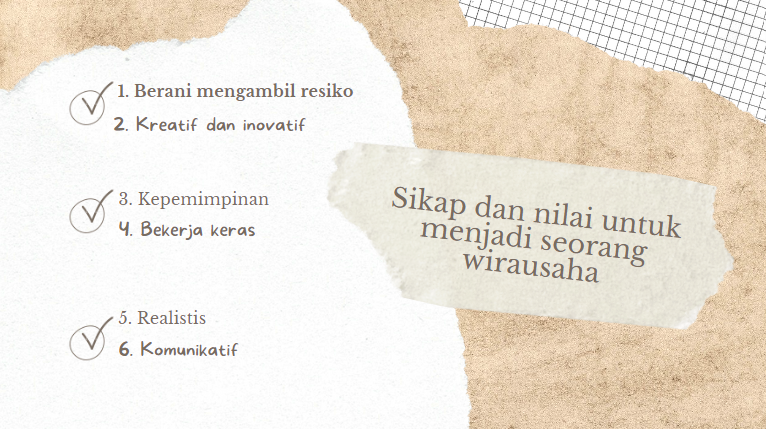 1. Berani mengambil resiko
2. Kreatif dan inovatif
3. Kepemimpinan
4. Bekerja keras
5. Realistis
6. Komunikatif
Sikap dan nilai untuk
menjadi seorang
wirausaha